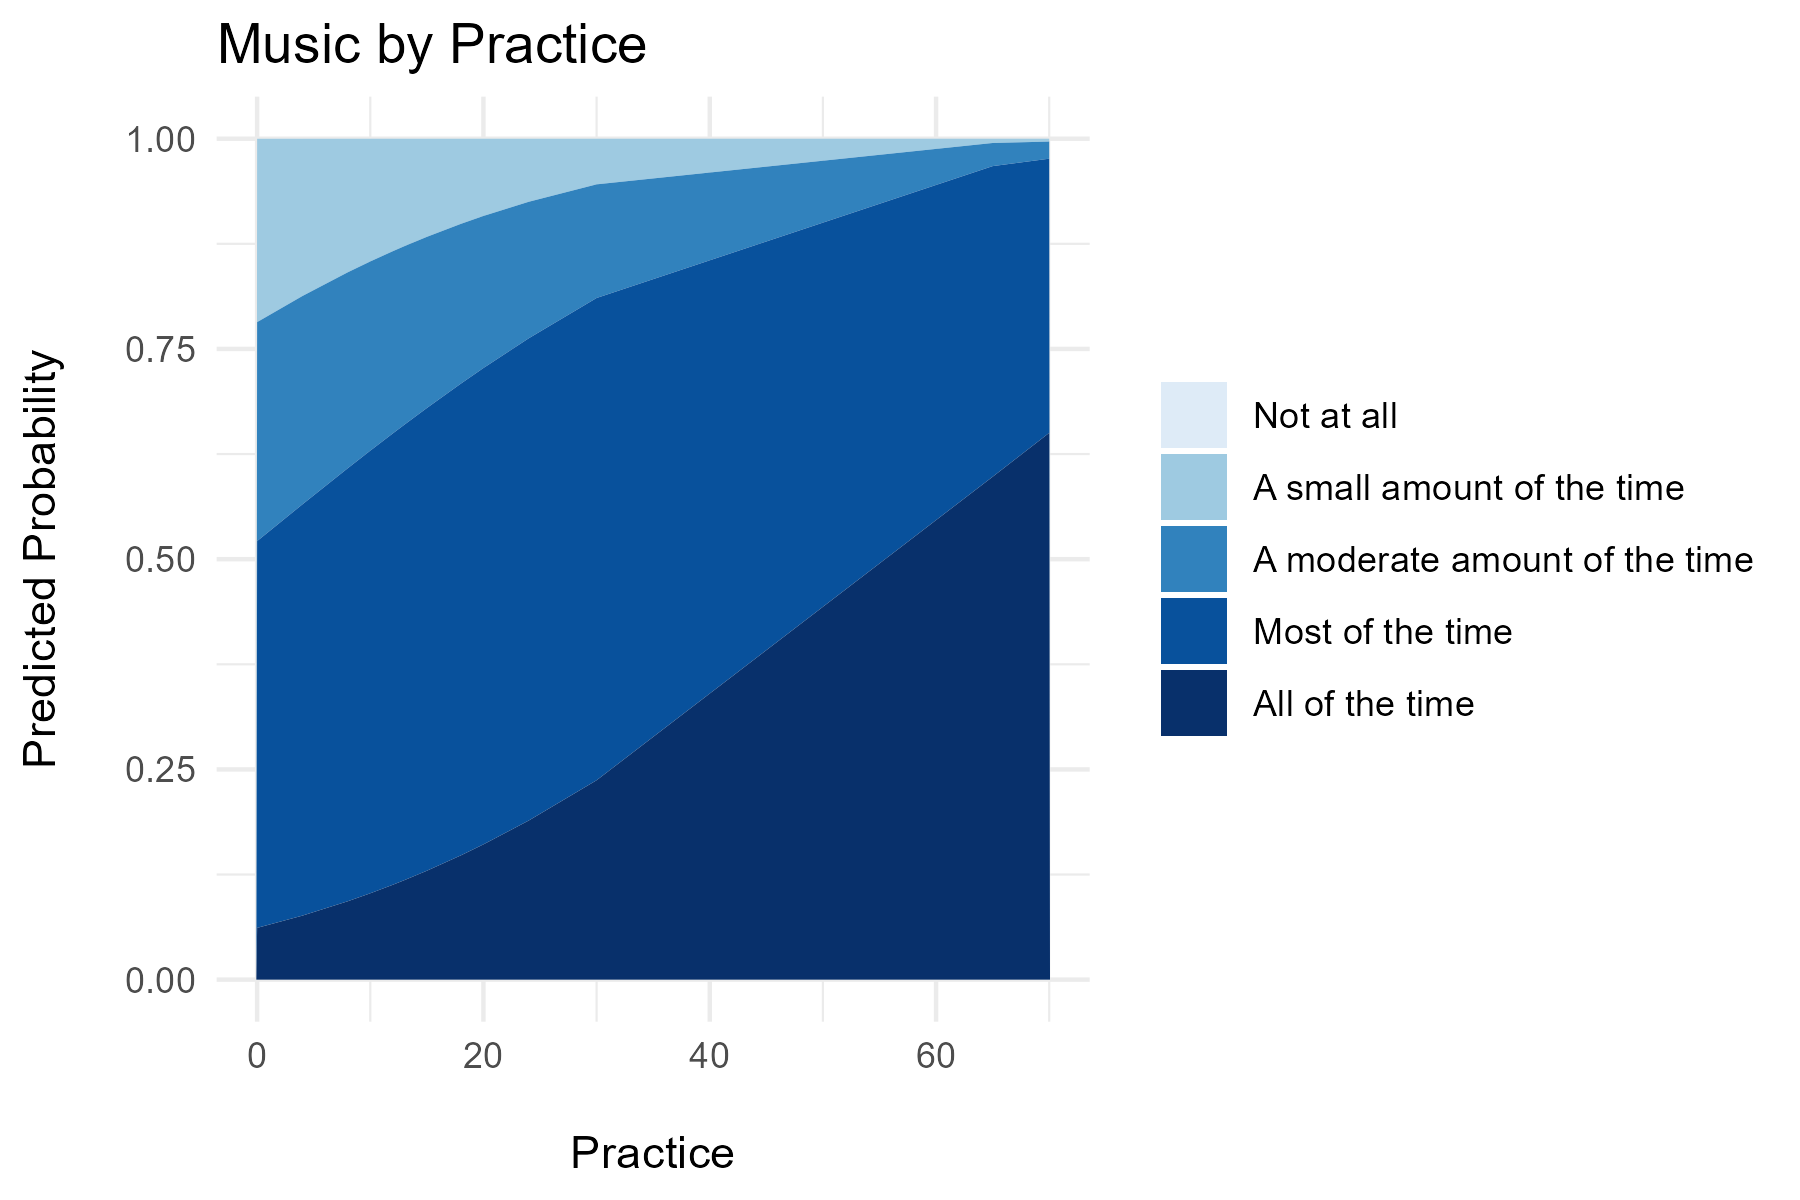 Music by Practice
Predicted Probability
1.00
0.75
0.50
0.25
0.00
0 20 40 60
Practice
Not at all
A small amount of the time
A moderate amount of the time
Most of the time
All of the time